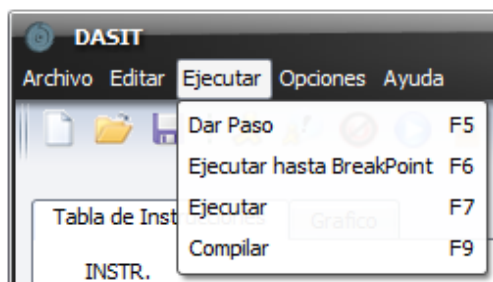 DASIT
Archivo Editar Ejecutar Opciones Ayuda
Dar Paso F5
Ejecutar hasta BreakPoint F6
Ejecutar F7
Compilar F9
Tabla de Inst
Grafico
INSTR.